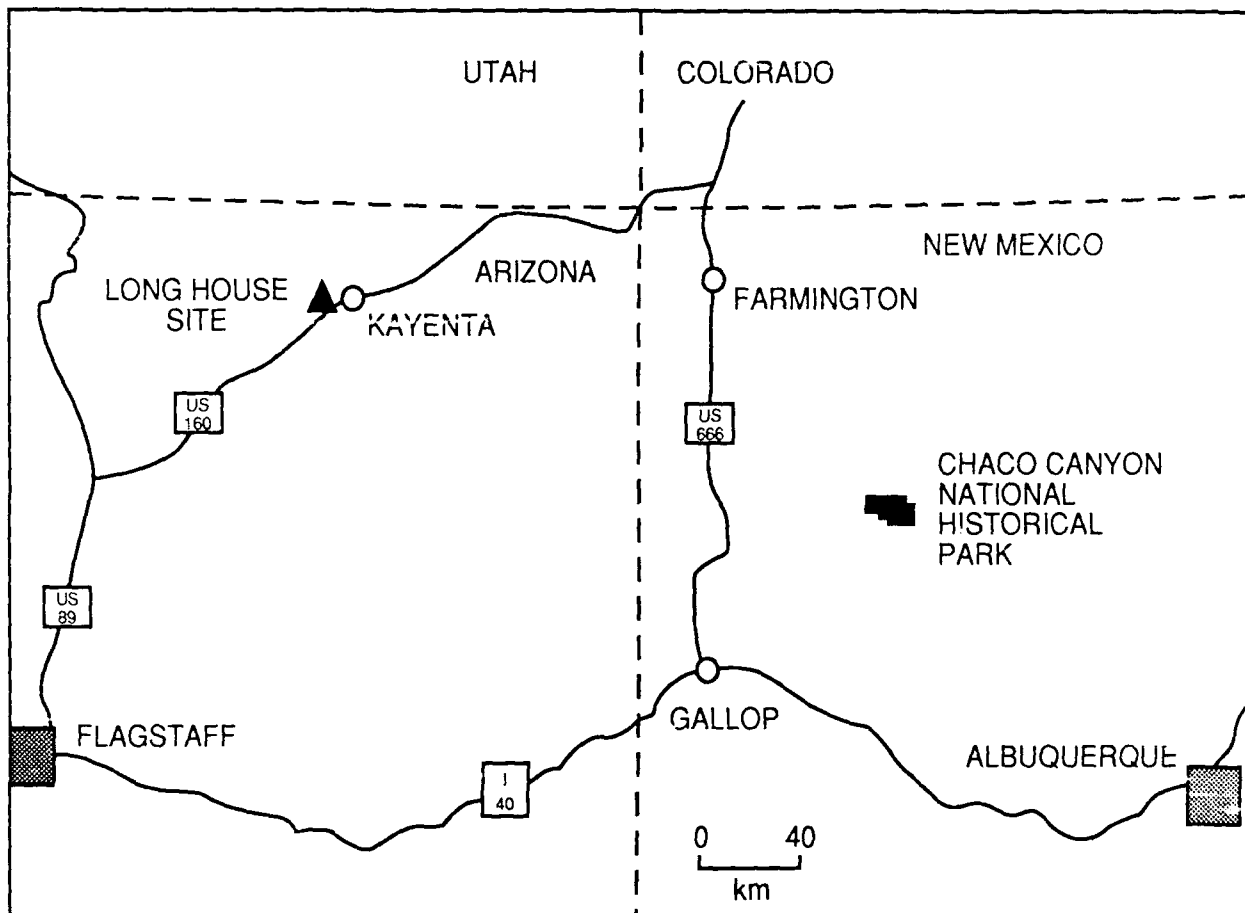 UTAH
COLORADO
NEW MEXICO
ARIZONA
LONG HOUSE
SITE
KAYENTA
FARMINGTON
US
160
US
666
CHACO CANYON
NATIONAL
HISTORICAL
PARK
US
89
GALLOP
FLAGSTAFF
ALBUQUERQUE
I
40
0 40
km